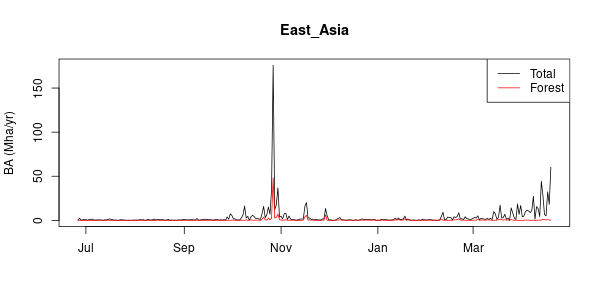 East_Asia
Total
Forest
BA (Mha/yr)
150
100
50
0
Jul Sep Nov Jan Mar